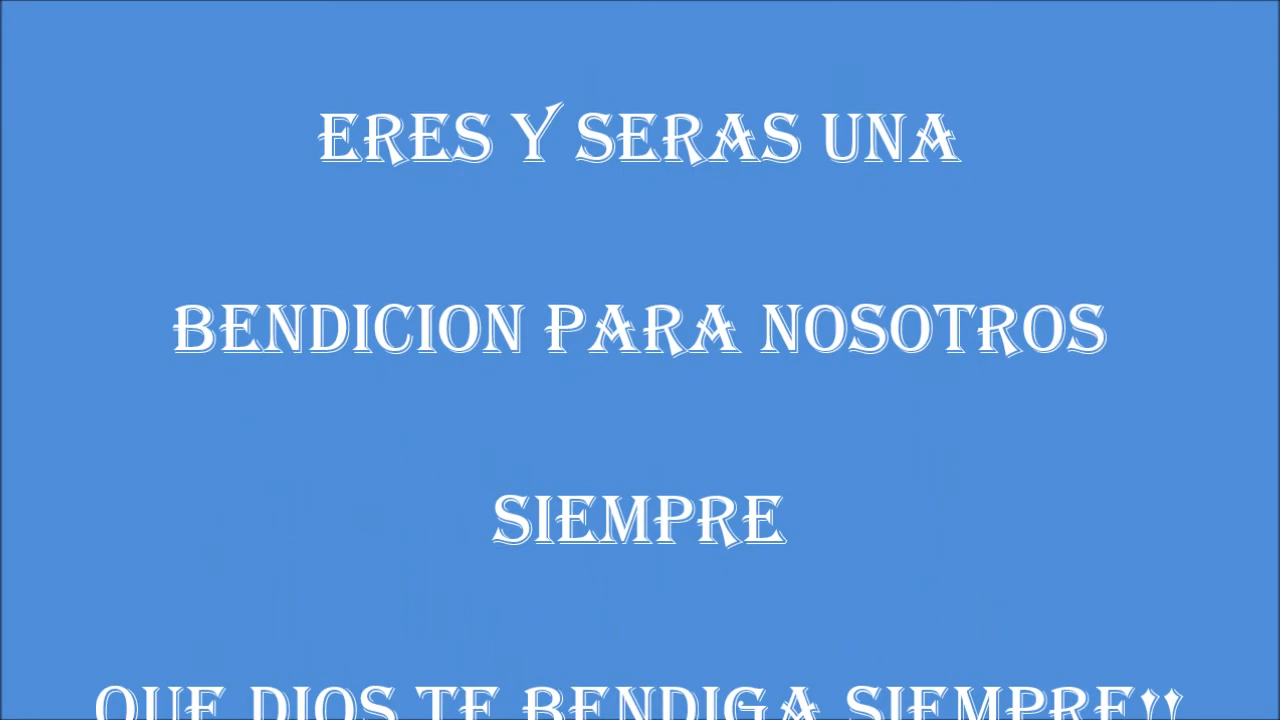 ERES Y SERAS UNA
BENDICION PARA NOSOTROS
SIEMPRE
QUE DIOS TE BENDIGA SIEMPRE!!